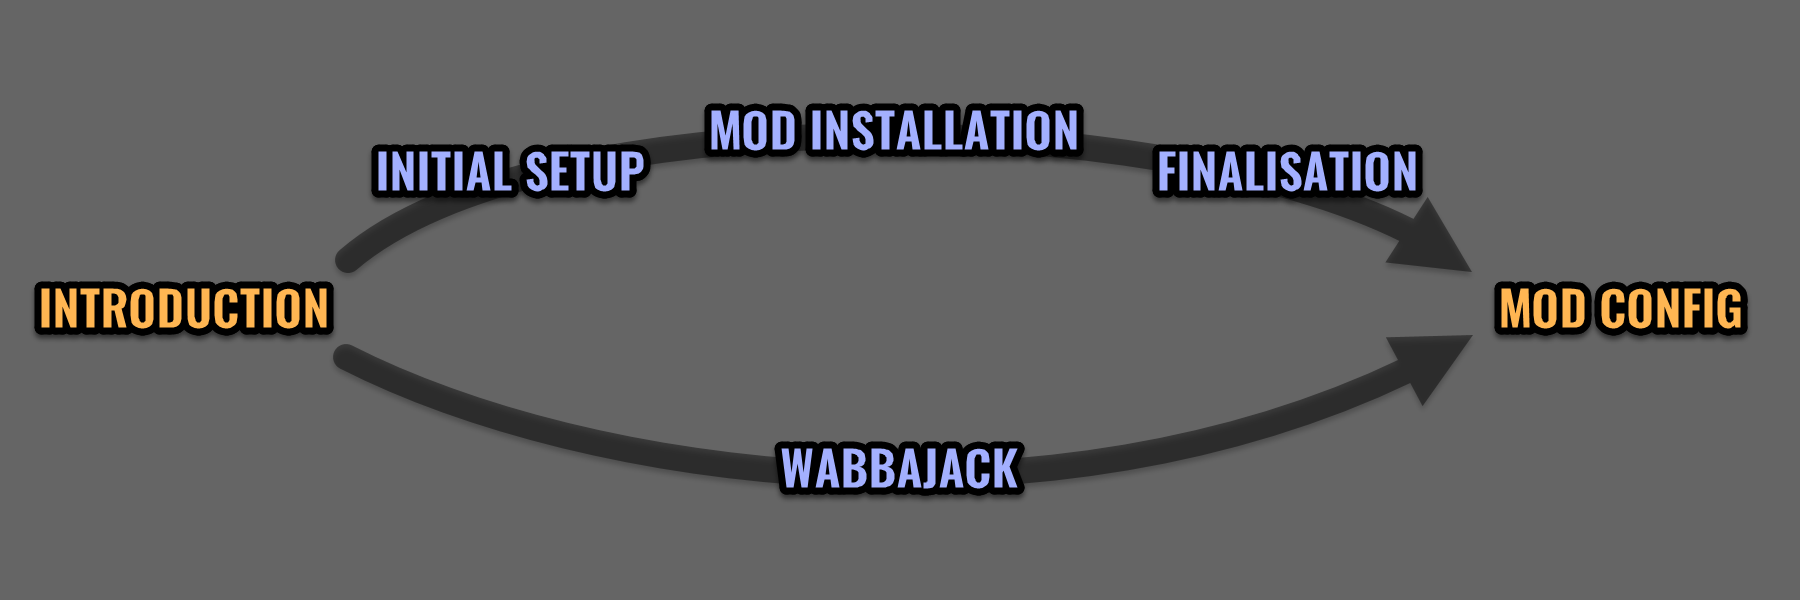 INTRODUCTION
INITIAL SETUP
MOD INSTALLATION
FINALISATION
WABBAJACK
MOD CONFIG